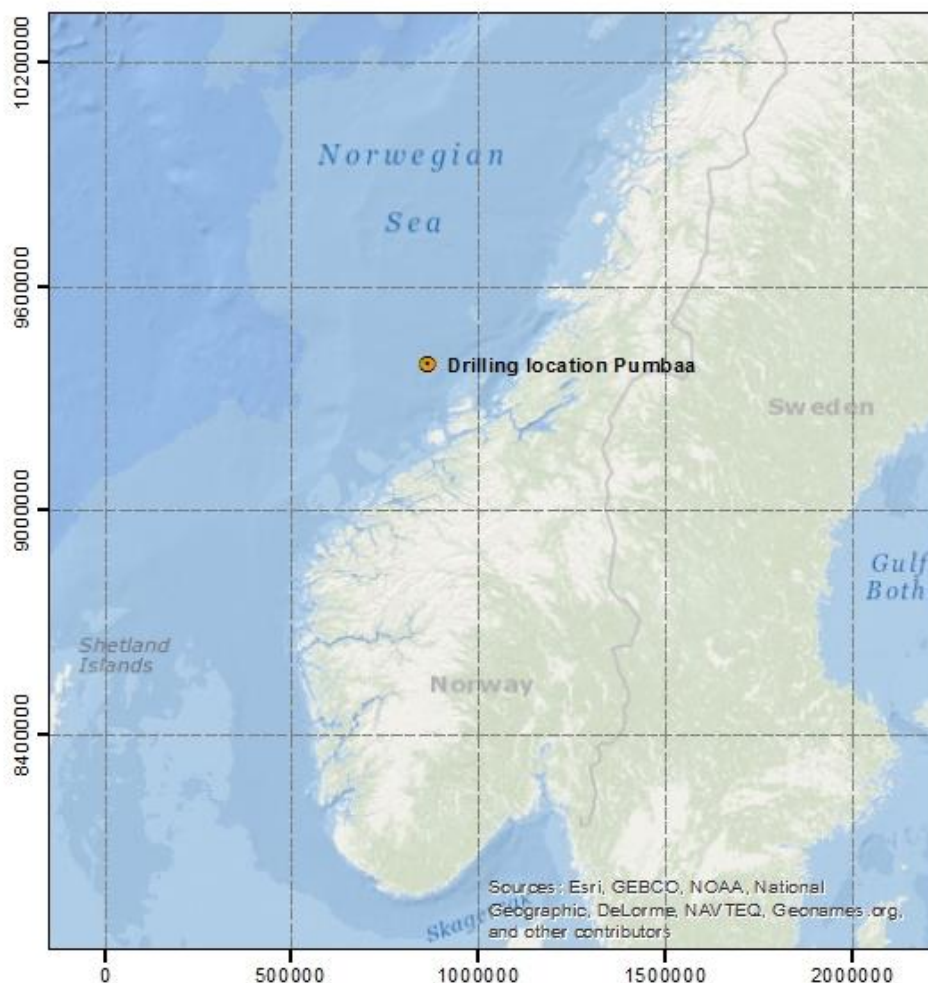 10200000
Norwegian
Sea
9600000
Drilling location Pumbaa
Sweden
9000000
Gulf
Both
Shetland
Islands
Norway
8400000
Sources: Esri, GEBCO, NOAA, National
Geographic, DeLorme, NAVTEQ, Geonames.org,
and other contributors
Skagerrak
0
500000
1000000
1500000
2000000